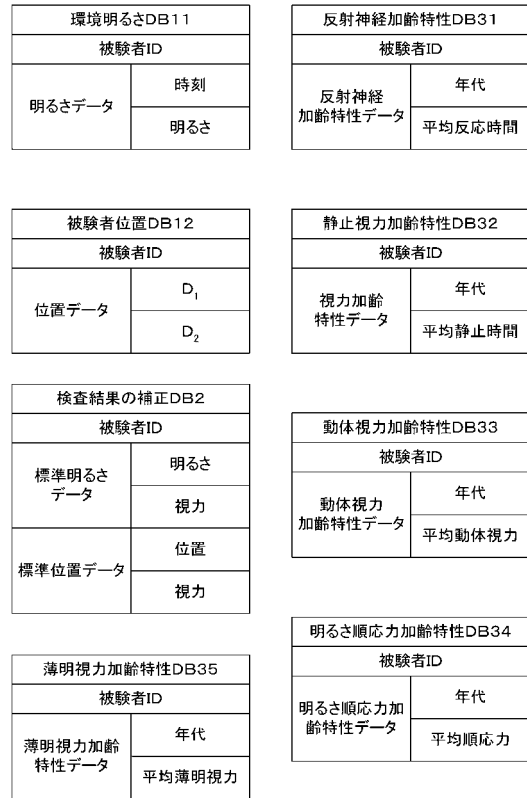 環境明るさDB11
被験者ID
明るさデータ
時刻
明るさ
反射神経加齢特性DB31
被験者ID
反射神経
加齢特性データ
年代
平均反応時間
被験者位置DB12
被験者ID
位置データ
D₁
D₂
静止視力加齢特性DB32
被験者ID
視力加齢
特性データ
年代
平均静止時間
検査結果の補正DB2
被験者ID
標準明るさ
データ
明るさ
視力
標準位置データ
位置
視力
動体視力加齢特性DB33
被験者ID
動体視力
加齢特性データ
年代
平均動体視力
明るさ順応力加齢特性DB34
被験者ID
明るさ順応力加
齢特性データ
年代
平均順応力
薄明視力加齢特性DB35
被験者ID
薄明視力加齢
特性データ
年代
平均薄明視力